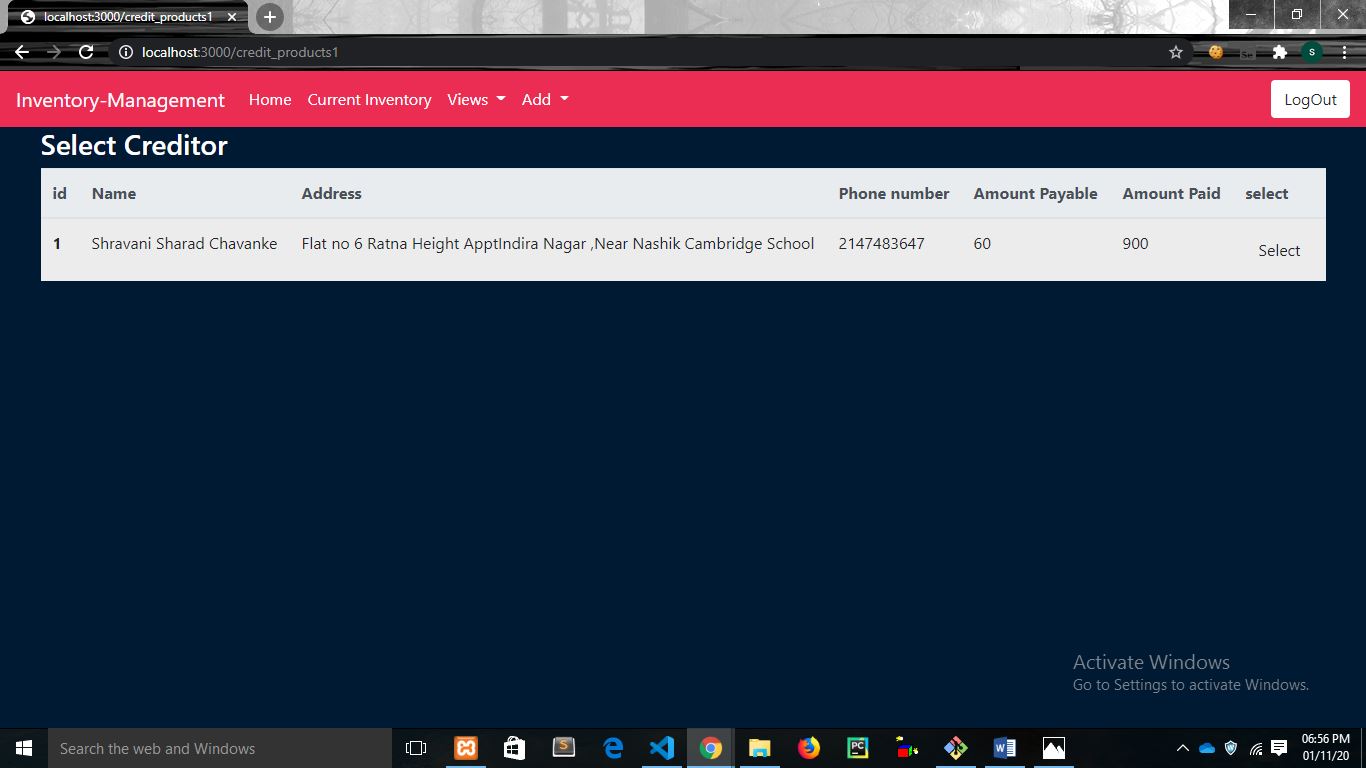 localhost:3000/credit_products1
localhost:3000/credit_products1
s
Inventory-Management Home Current Inventory Views Add LogOut
Select Creditor
id Name Address Phone number Amount Payable Amount Paid select
1 Shravani Sharad Chavanke Flat no 6 Ratna Height ApptIndira Nagar ,Near Nashik Cambridge School 2147483647 60 900 Select
Activate Windows
Go to Settings to activate Windows.
Search the web and Windows
S
PC
W
06:56 PM
01/11/20